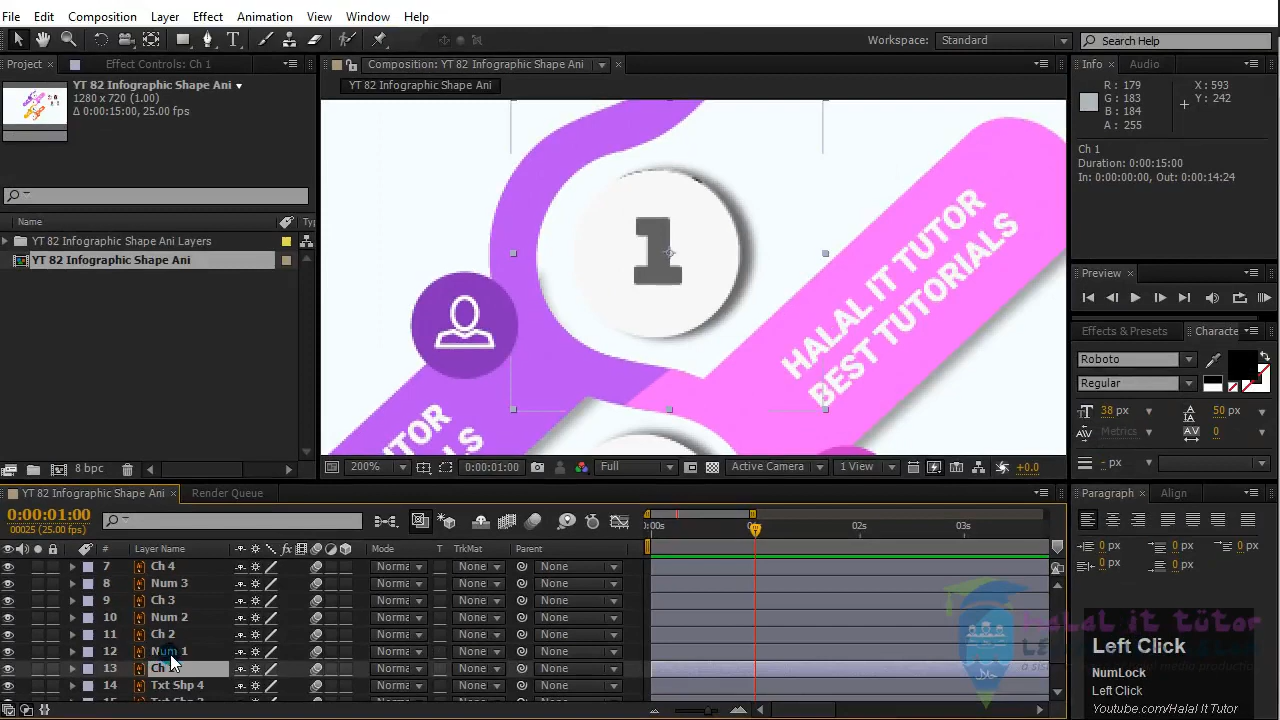 File Edit Composition Layer Effect Animation View Window Help
Workspace: Standard Search Help
Project Effect Controls: Ch 1 Composition: YT 82 Infographic Shape Ani Info Audio
YT 82 Infographic Shape Ani
1280 x 720 (1.00)
Δ 0:00:15:00, 25.00 fps
YT 82 Infographic Shape Ani
R : 179 X : 593
G : 183 Y : 242
B : 184
A : 255
Ch 1
Duration: 0:00:15:00
In: 0:00:00:00, Out: 0:00:14:24
Name
YT 82 Infographic Shape Ani Layers
YT 82 Infographic Shape Ani
1
HALAL IT TUTOR
BEST TUTORIALS
Preview
Effects & Presets Characte
Roboto
Regular
38 px 50 px
Metrics 0
- px
8 bpc 200% 0:00:01:00 Full Active Camera 1 View +0.0
YT 82 Infographic Shape Ani Render Queue
0:00:01:00
00025 (25.00 fps)
02s 03s
# Layer Name Mode T TrkMat Parent
7 Ch 4 Norma None None
8 Num 3 Norma None None
9 Ch 3 Norma None None
10 Num 2 Norma None None
11 Ch 2 Norma None None
12 Num 1 Norma None None
13 Ch Norma None None
14 Txt Shp 4 Norma None None
Paragraph Align
0 px 0 px 0 px
0 px 0 px
Halal it tutor
Left Click
NumLock
Left Click
Youtube.com/Halal It Tutor